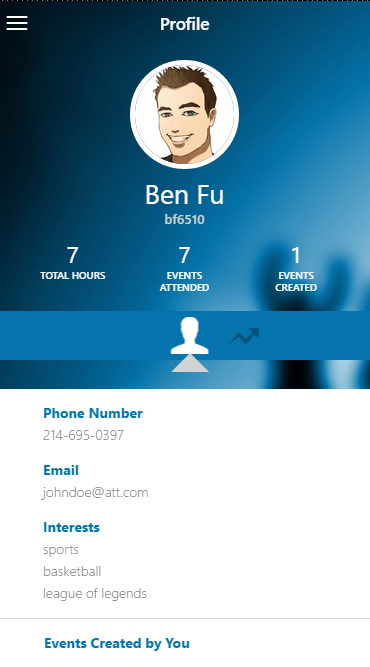 Profile
Ben Fu
bf6510
7 7 1
TOTAL HOURS EVENTS ATTENDED EVENTS CREATED
Phone Number
214-695-0397
Email
johndoe@att.com
Interests
sports
basketball
league of legends
Events Created by You